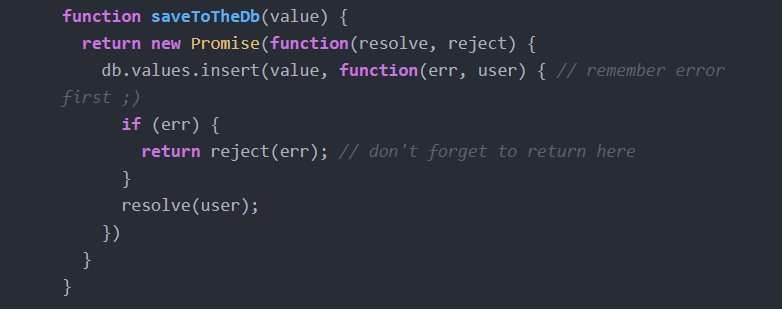 function saveToTheDb(value) {
  return new Promise(function(resolve, reject) {
    db.values.insert(value, function(err, user) { // remember error
first ;)
      if (err) {
        return reject(err); // don't forget to return here
      }
      resolve(user);
    })
  }
}